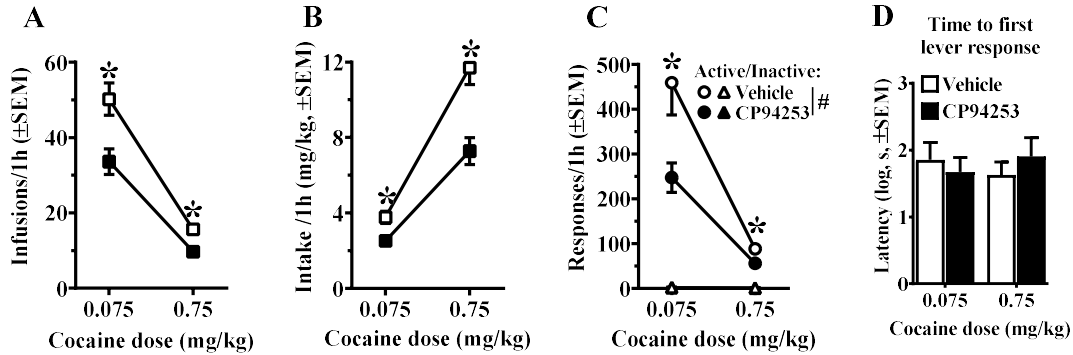 A
Infusions/1h (±SEM)
60
40
20
0
*
*
0.075
0.75
Cocaine dose (mg/kg)
B
Intake /1h (mg/kg, ±SEM)
12
8
4
0
*
*
0.075
0.75
Cocaine dose (mg/kg)
C
Responses/1h (±SEM)
500
400
300
200
100
0
*
*
Active/Inactive:
Vehicle
CP94253
#
0.075
0.75
Cocaine dose (mg/kg)
D
Time to first
lever response
Latency (log, s, ±SEM)
3
2
1
0
Vehicle
CP94253
0.075
0.75
Cocaine dose (mg/kg)